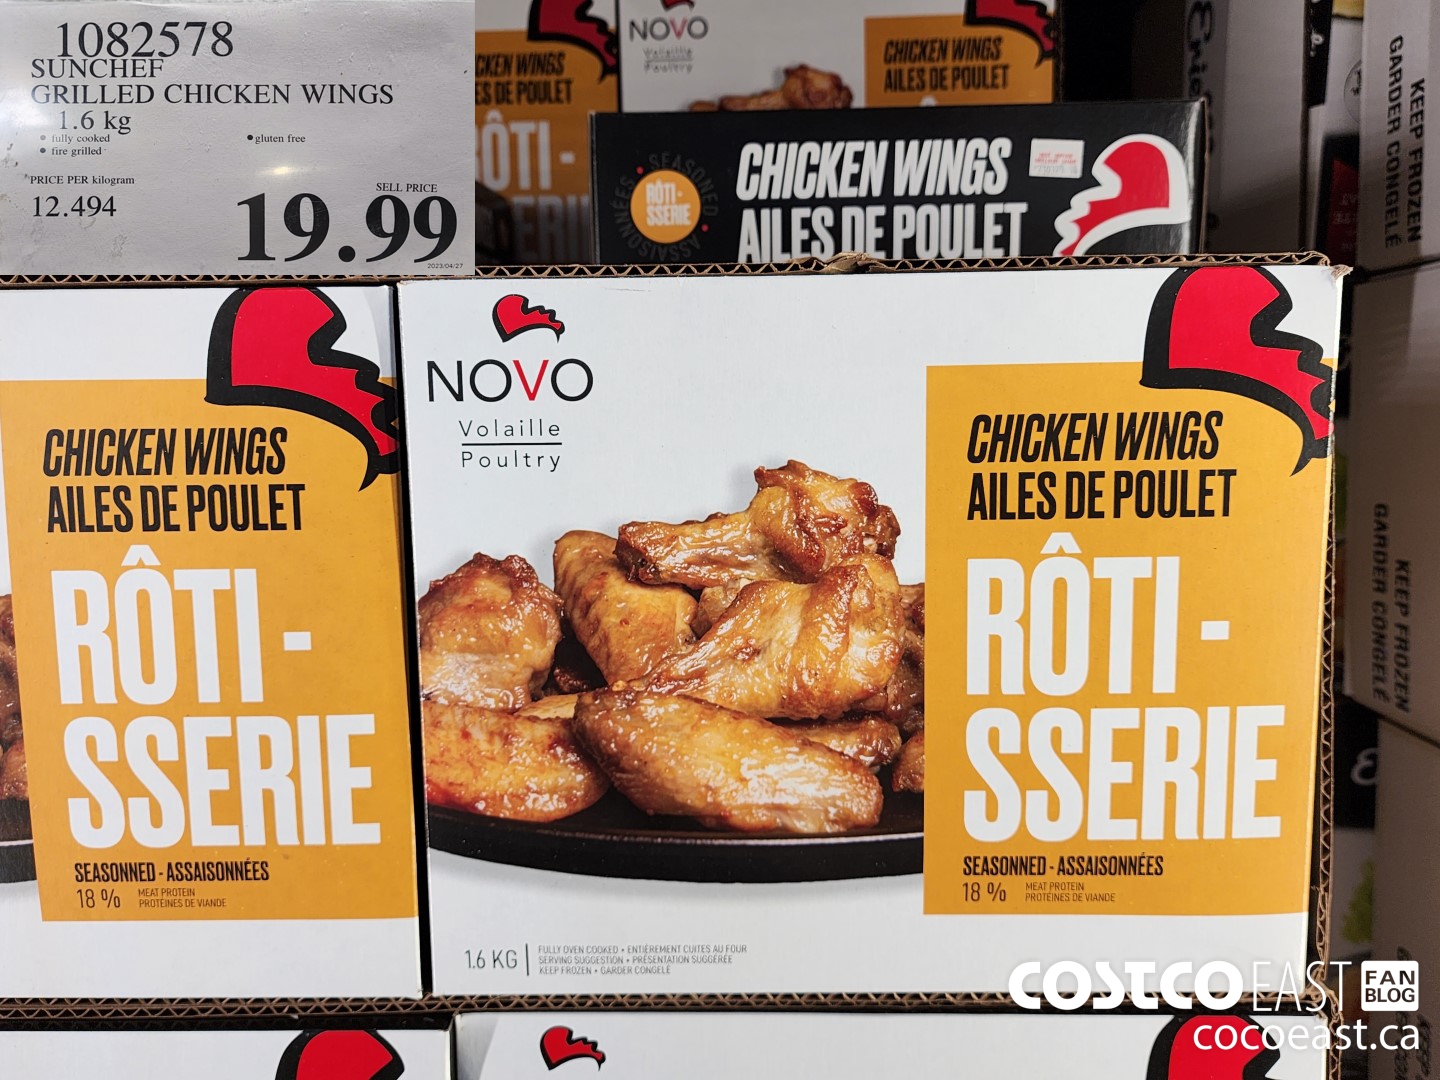 1082578
SUNCHEF
GRILLED CHICKEN WINGS
1.6 kg
• fully cooked
• gluten free
• fire grilled
PRICE PER kilogram
12.494
SELL PRICE
19.99
2023/04/27
NOVO
Volaille
Poultry
CHICKEN WINGS
AILES DE POULET
CHICKEN WINGS
AILES DE POULET
SEASONED
RÔTI-
SSERIE
ASSAISONNÉES
CHICKEN WINGS
AILES DE POULET
KEEP FROZEN
GARDER CONGELÉ
CHICKEN WINGS
AILES DE POULET
RÔTI-
SSERIE
SEASONNED - ASSAISONNÉES
18 % MEAT PROTEIN
PROTÉINES DE VIANDE
NOVO
Volaille
Poultry
CHICKEN WINGS
AILES DE POULET
RÔTI-
SSERIE
SEASONNED - ASSAISONNÉES
18 % MEAT PROTEIN
PROTÉINES DE VIANDE
1.6 KG
FULLY OVEN COOKED • ENTIÈREMENT CUITES AU FOUR
SERVING SUGGESTION • PRÉSENTATION SUGGÉRÉE
KEEP FROZEN • GARDER CONGELÉ
KEEP FROZEN
GARDER CONGELÉ
COSTCO EAST FAN BLOG
cocoeast.ca